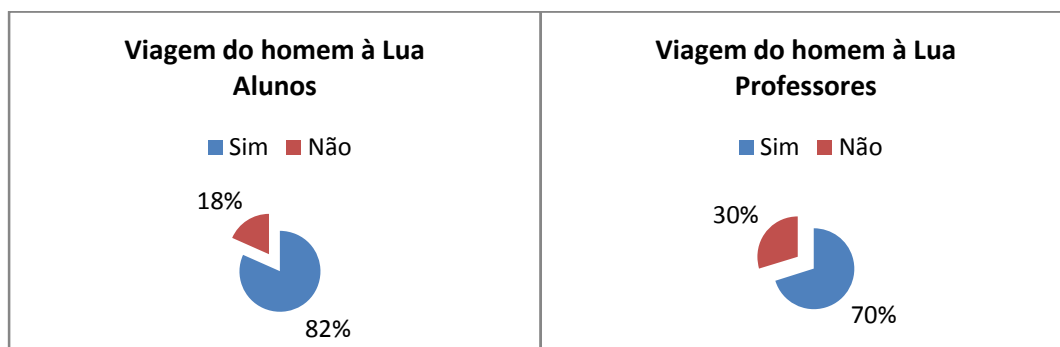 Viagem do homem à Lua
Alunos
Sim Não
18%
82%
Viagem do homem à Lua
Professores
Sim Não
30%
70%